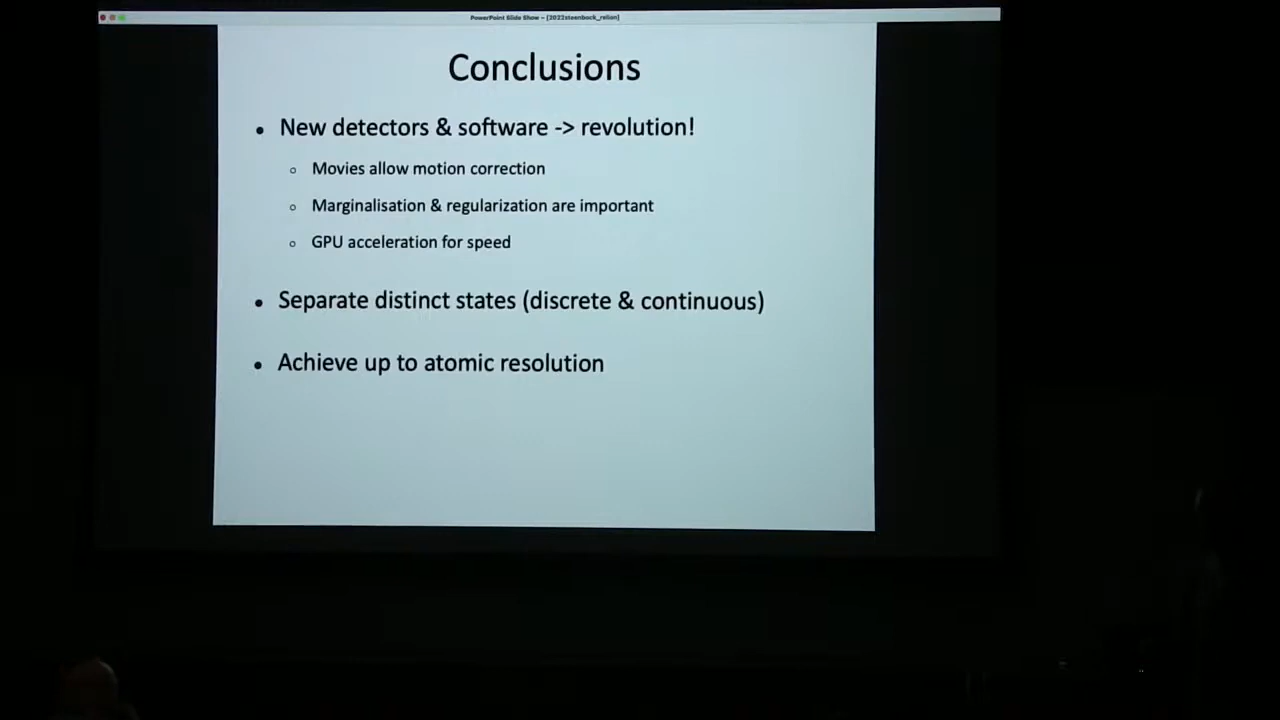 PowerPoint Slide Show – [2022steenbock_relion]
Conclusions
• New detectors & software -> revolution!
○ Movies allow motion correction
○ Marginalisation & regularization are important
○ GPU acceleration for speed
• Separate distinct states (discrete & continuous)
• Achieve up to atomic resolution